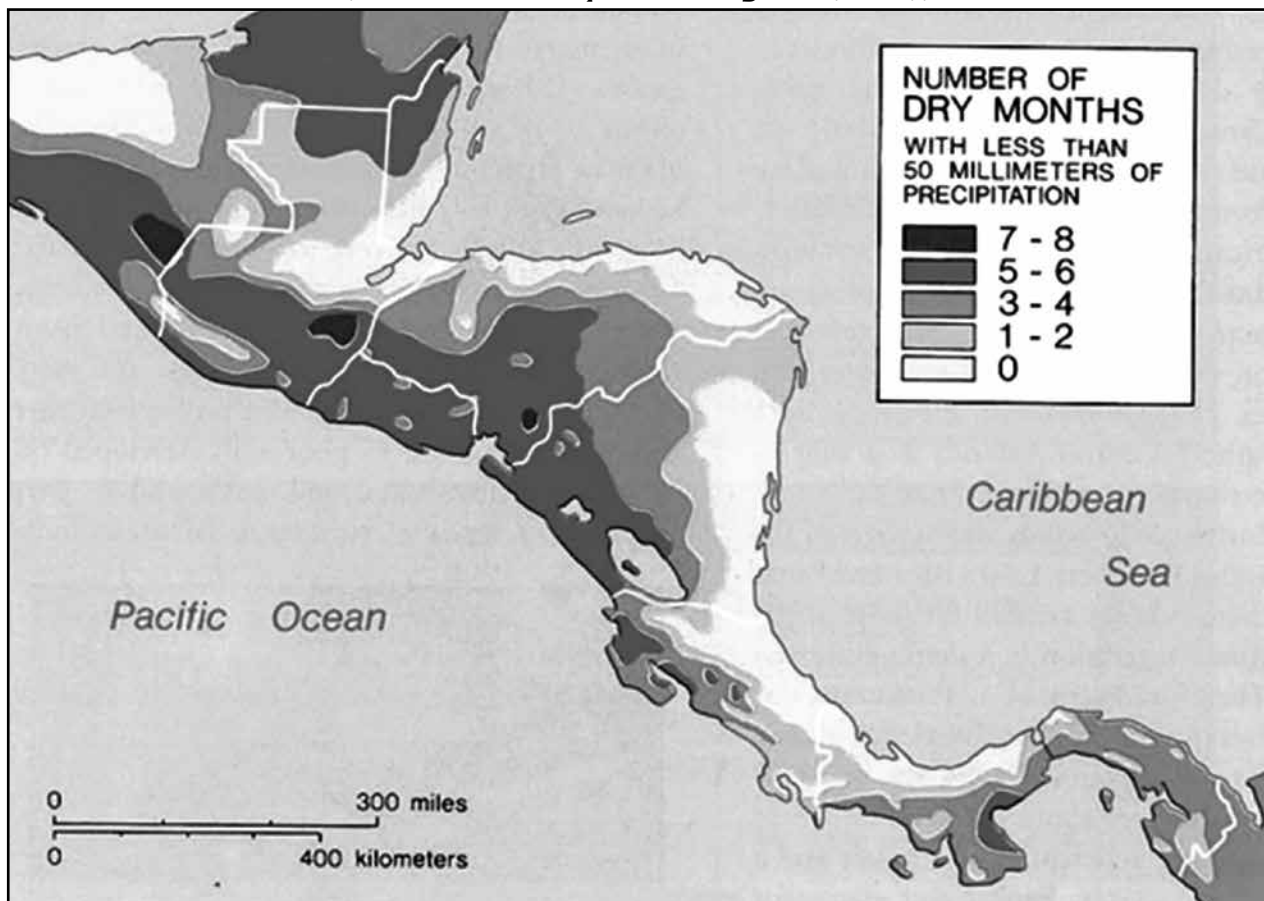 NUMBER OF
DRY MONTHS
WITH LESS THAN
50 MILLIMETERS OF
PRECIPITATION
7 - 8
5 - 6
3 - 4
1 - 2
0
Caribbean
Sea
Pacific Ocean
0 300 miles
0 400 kilometers